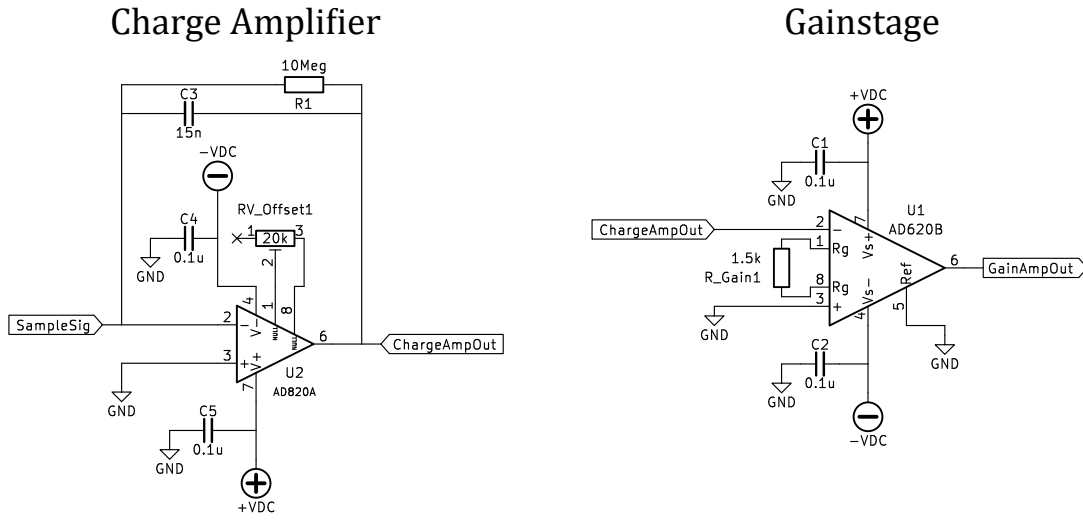 Charge Amplifier
10Meg
R1
C3
15n
−VDC
RV_Offset1
C4
0.1u
GND
1
20k
3
2
4
1
8
SampleSig
2
−
V-
NULL
NULL
6
ChargeAmpOut
3
+
V+
U2
AD820A
7
GND
C5
0.1u
GND
+VDC
Gainstage
+VDC
C1
0.1u
GND
7
U1
AD620B
ChargeAmpOut
2
−
Vs+
1
Rg
1.5k
R_Gain1
6
GainAmpOut
8
Rg
Ref
3
+
Vs-
GND
4
5
GND
C2
0.1u
GND
−VDC